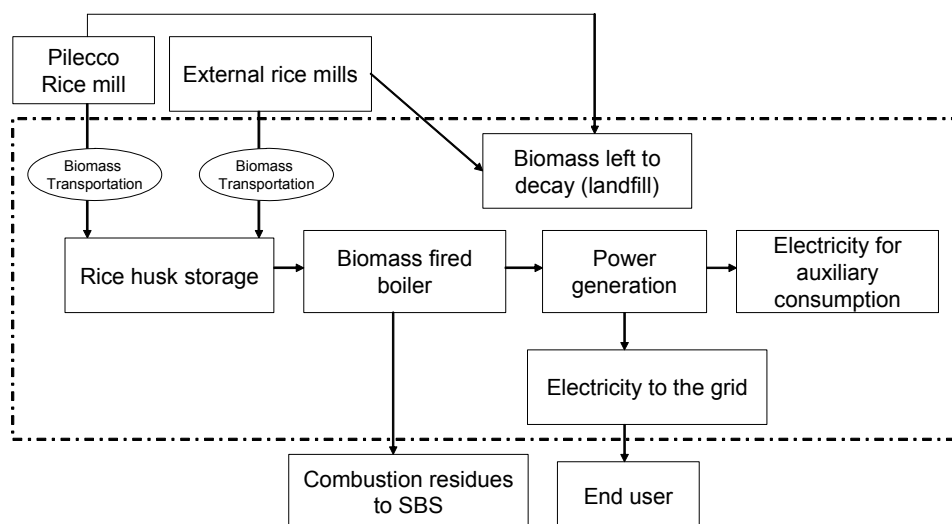 Pilecco
Rice mill
External rice mills
Biomass
Transportation
Biomass
Transportation
Biomass left to
decay (landfill)
Rice husk storage
Biomass fired
boiler
Power
generation
Electricity for
auxiliary
consumption
Electricity to the grid
Combustion residues
to SBS
End user